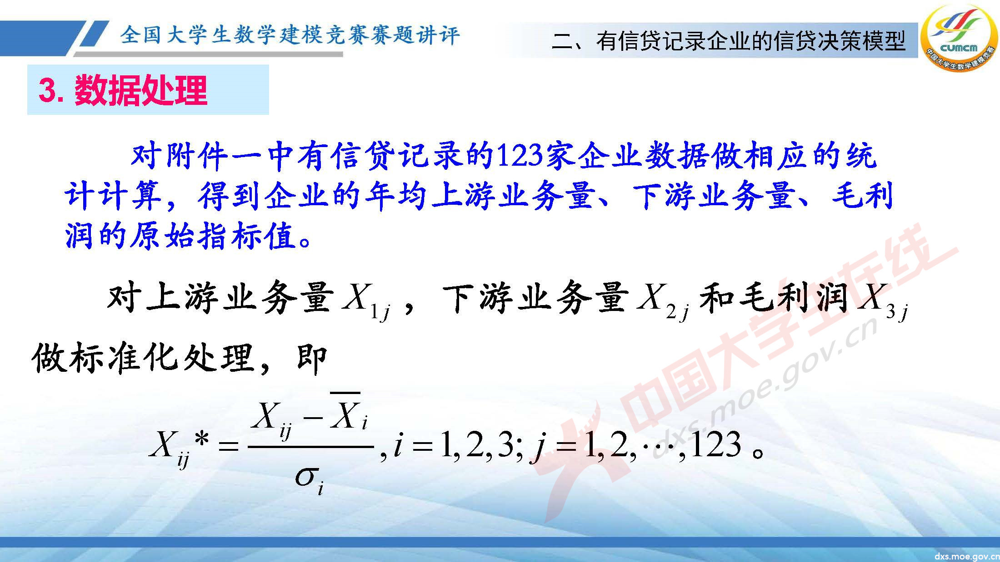 全国大学生数学建模竞赛赛题讲评
二、有信贷记录企业的信贷决策模型
CUMCM
中国大学生数学建模竞赛
3. 数据处理
对附件一中有信贷记录的123家企业数据做相应的统
计计算，得到企业的年均上游业务量、下游业务量、毛利
润的原始指标值。
对上游业务量 X₁ⱼ ，下游业务量 X₂ⱼ 和毛利润 X₃ⱼ
做标准化处理，即
$X_{ij}* = \frac{X_{ij} - \overline{X}_i}{\sigma_i}, i = 1,2,3; j = 1,2,\cdots,123$ 。
中国大学生在线
dxs.moe.gov.cn
dxs.moe.gov.cn